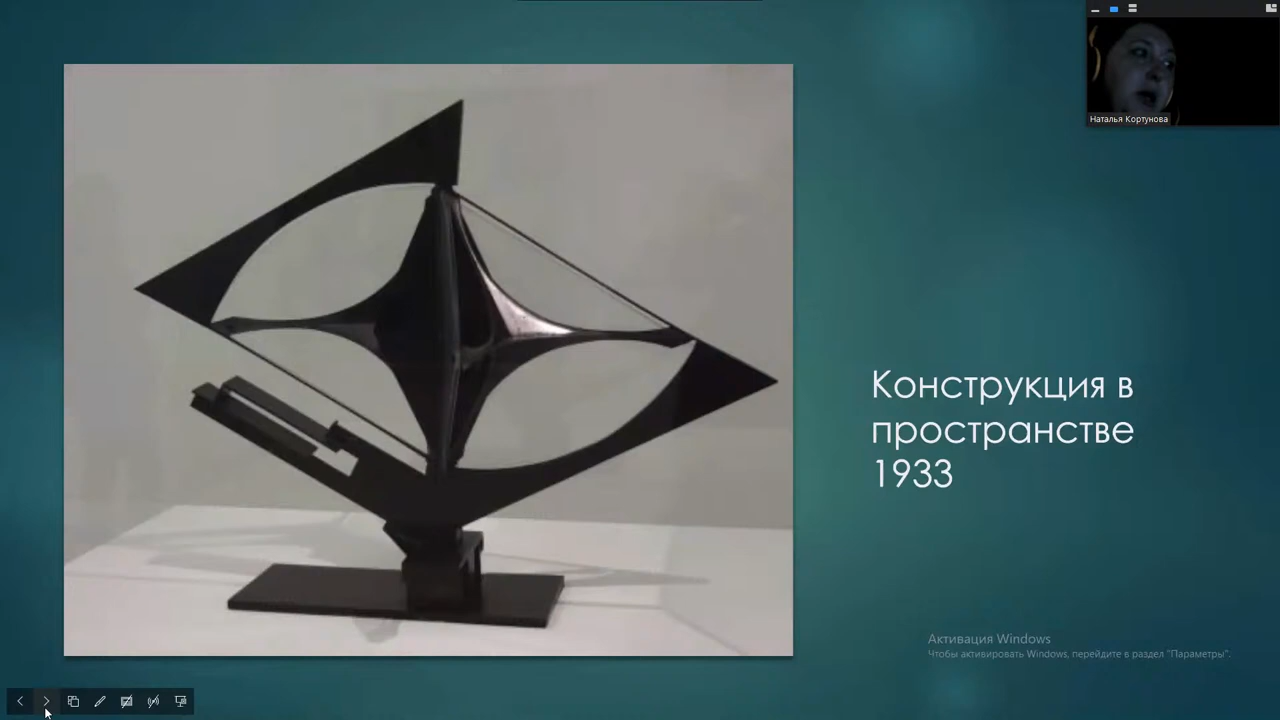 Наталья Кортунова
Конструкция в
пространстве
1933
Активация Windows
Чтобы активировать Windows, перейдите в раздел "Параметры".